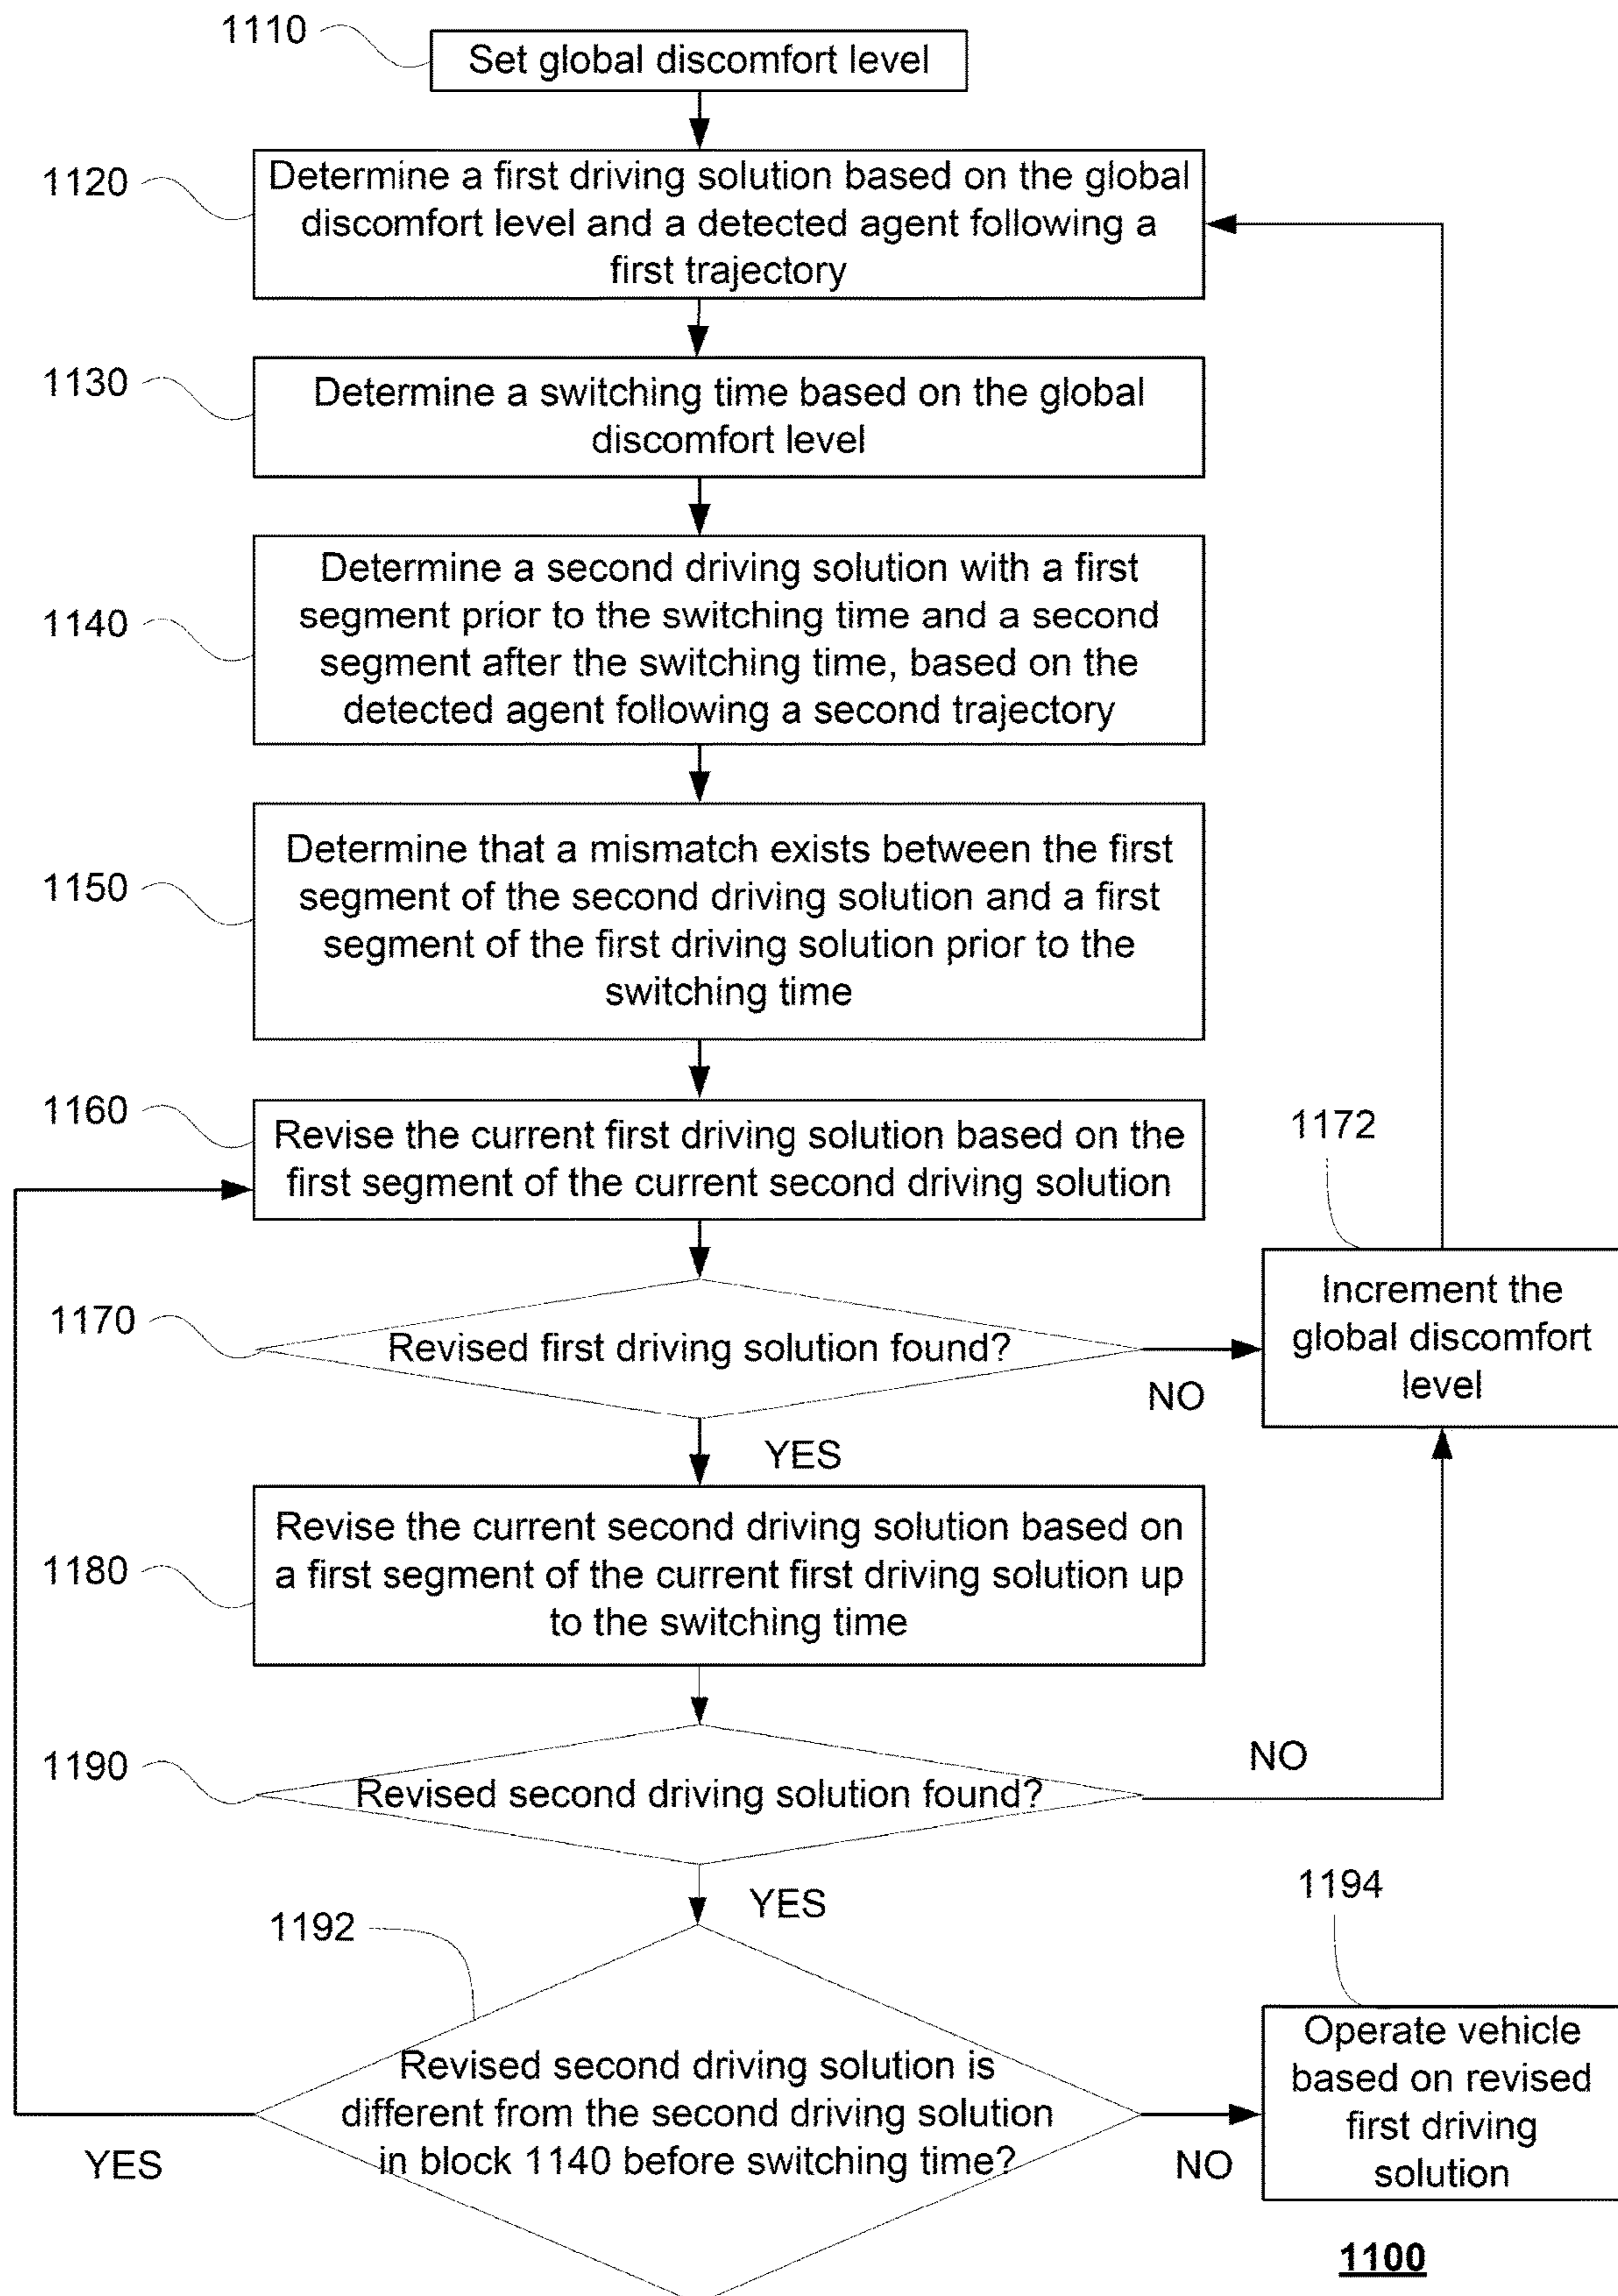 1110
Set global discomfort level
1120
Determine a first driving solution based on the global
discomfort level and a detected agent following a
first trajectory
1130
Determine a switching time based on the global
discomfort level
1140
Determine a second driving solution with a first
segment prior to the switching time and a second
segment after the switching time, based on the
detected agent following a second trajectory
1150
Determine that a mismatch exists between the first
segment of the second driving solution and a first
segment of the first driving solution prior to the
switching time
1160
Revise the current first driving solution based on the
first segment of the current second driving solution
1172
Increment the
global discomfort
level
1170
Revised first driving solution found?
NO
YES
1180
Revise the current second driving solution based on
a first segment of the current first driving solution up
to the switching time
1190
Revised second driving solution found?
NO
YES
1192
Revised second driving solution is
different from the second driving solution
in block 1140 before switching time?
YES
NO
1194
Operate vehicle
based on revised
first driving
solution
1100